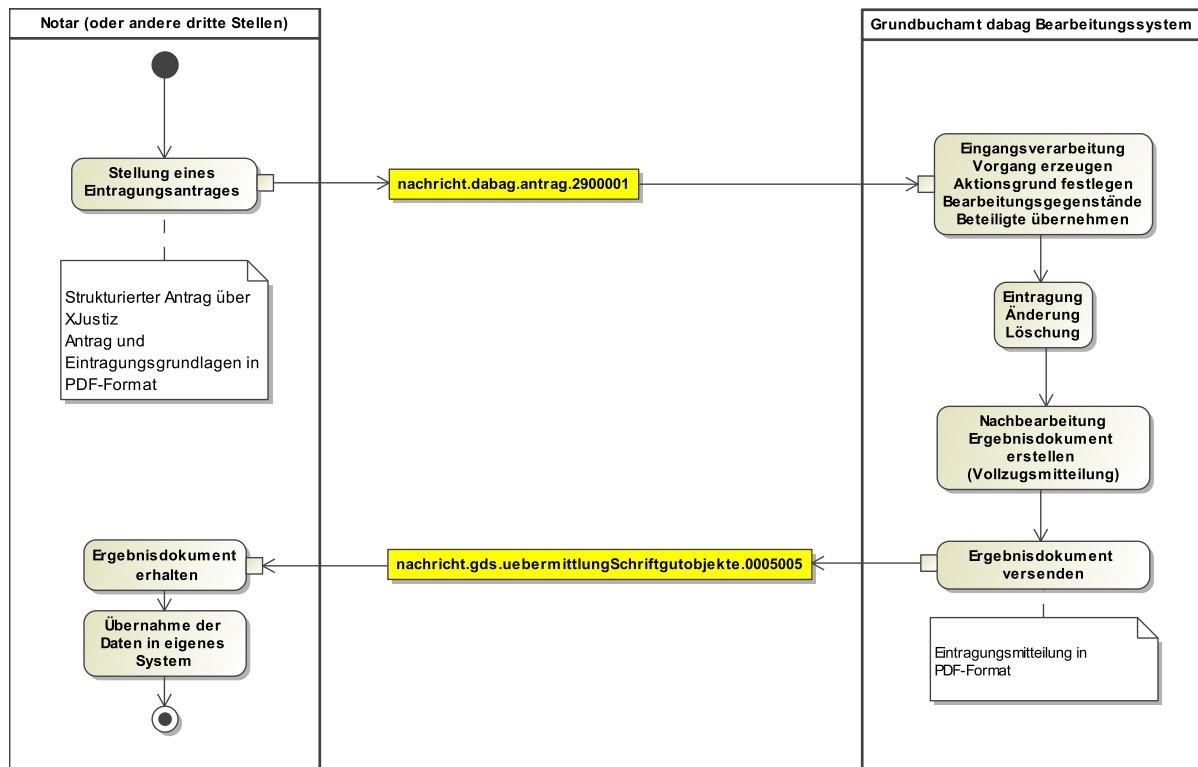 Notar (oder andere dritte Stellen)
Grundbuchamt dabag Bearbeitungssystem
Stellung eines
Eintragungsantrages
nachricht.dabag.antrag.2900001
Eingangsverarbeitung
Vorgang erzeugen
Aktionsgrund festlegen
Bearbeitungsgegenstände
Beteiligte übernehmen
Strukturierter Antrag über
XJustiz
Antrag und
Eintragungsgrundlagen in
PDF-Format
Eintragung
Änderung
Löschung
Nachbearbeitung
Ergebnisdokument
erstellen
(Vollzugsmitteilung)
Ergebnisdokument
versenden
nachricht.gds.uebermittlungSchriftgutobjekte.0005005
Ergebnisdokument
erhalten
Übernahme der
Daten in eigenes
System
Eintragungsmitteilung in
PDF-Format